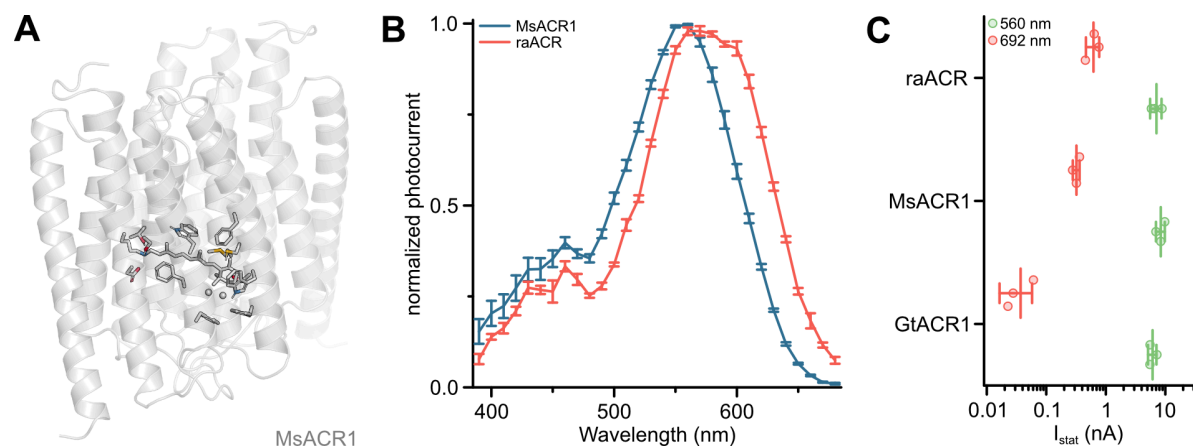 A
MsACR1
B
MsACR1
raACR
normalized photocurrent
1.0
0.5
0.0
400
500
600
Wavelength (nm)
C
560 nm
692 nm
raACR
MsACR1
GtACR1
0.01
0.1
1
10
Istat (nA)